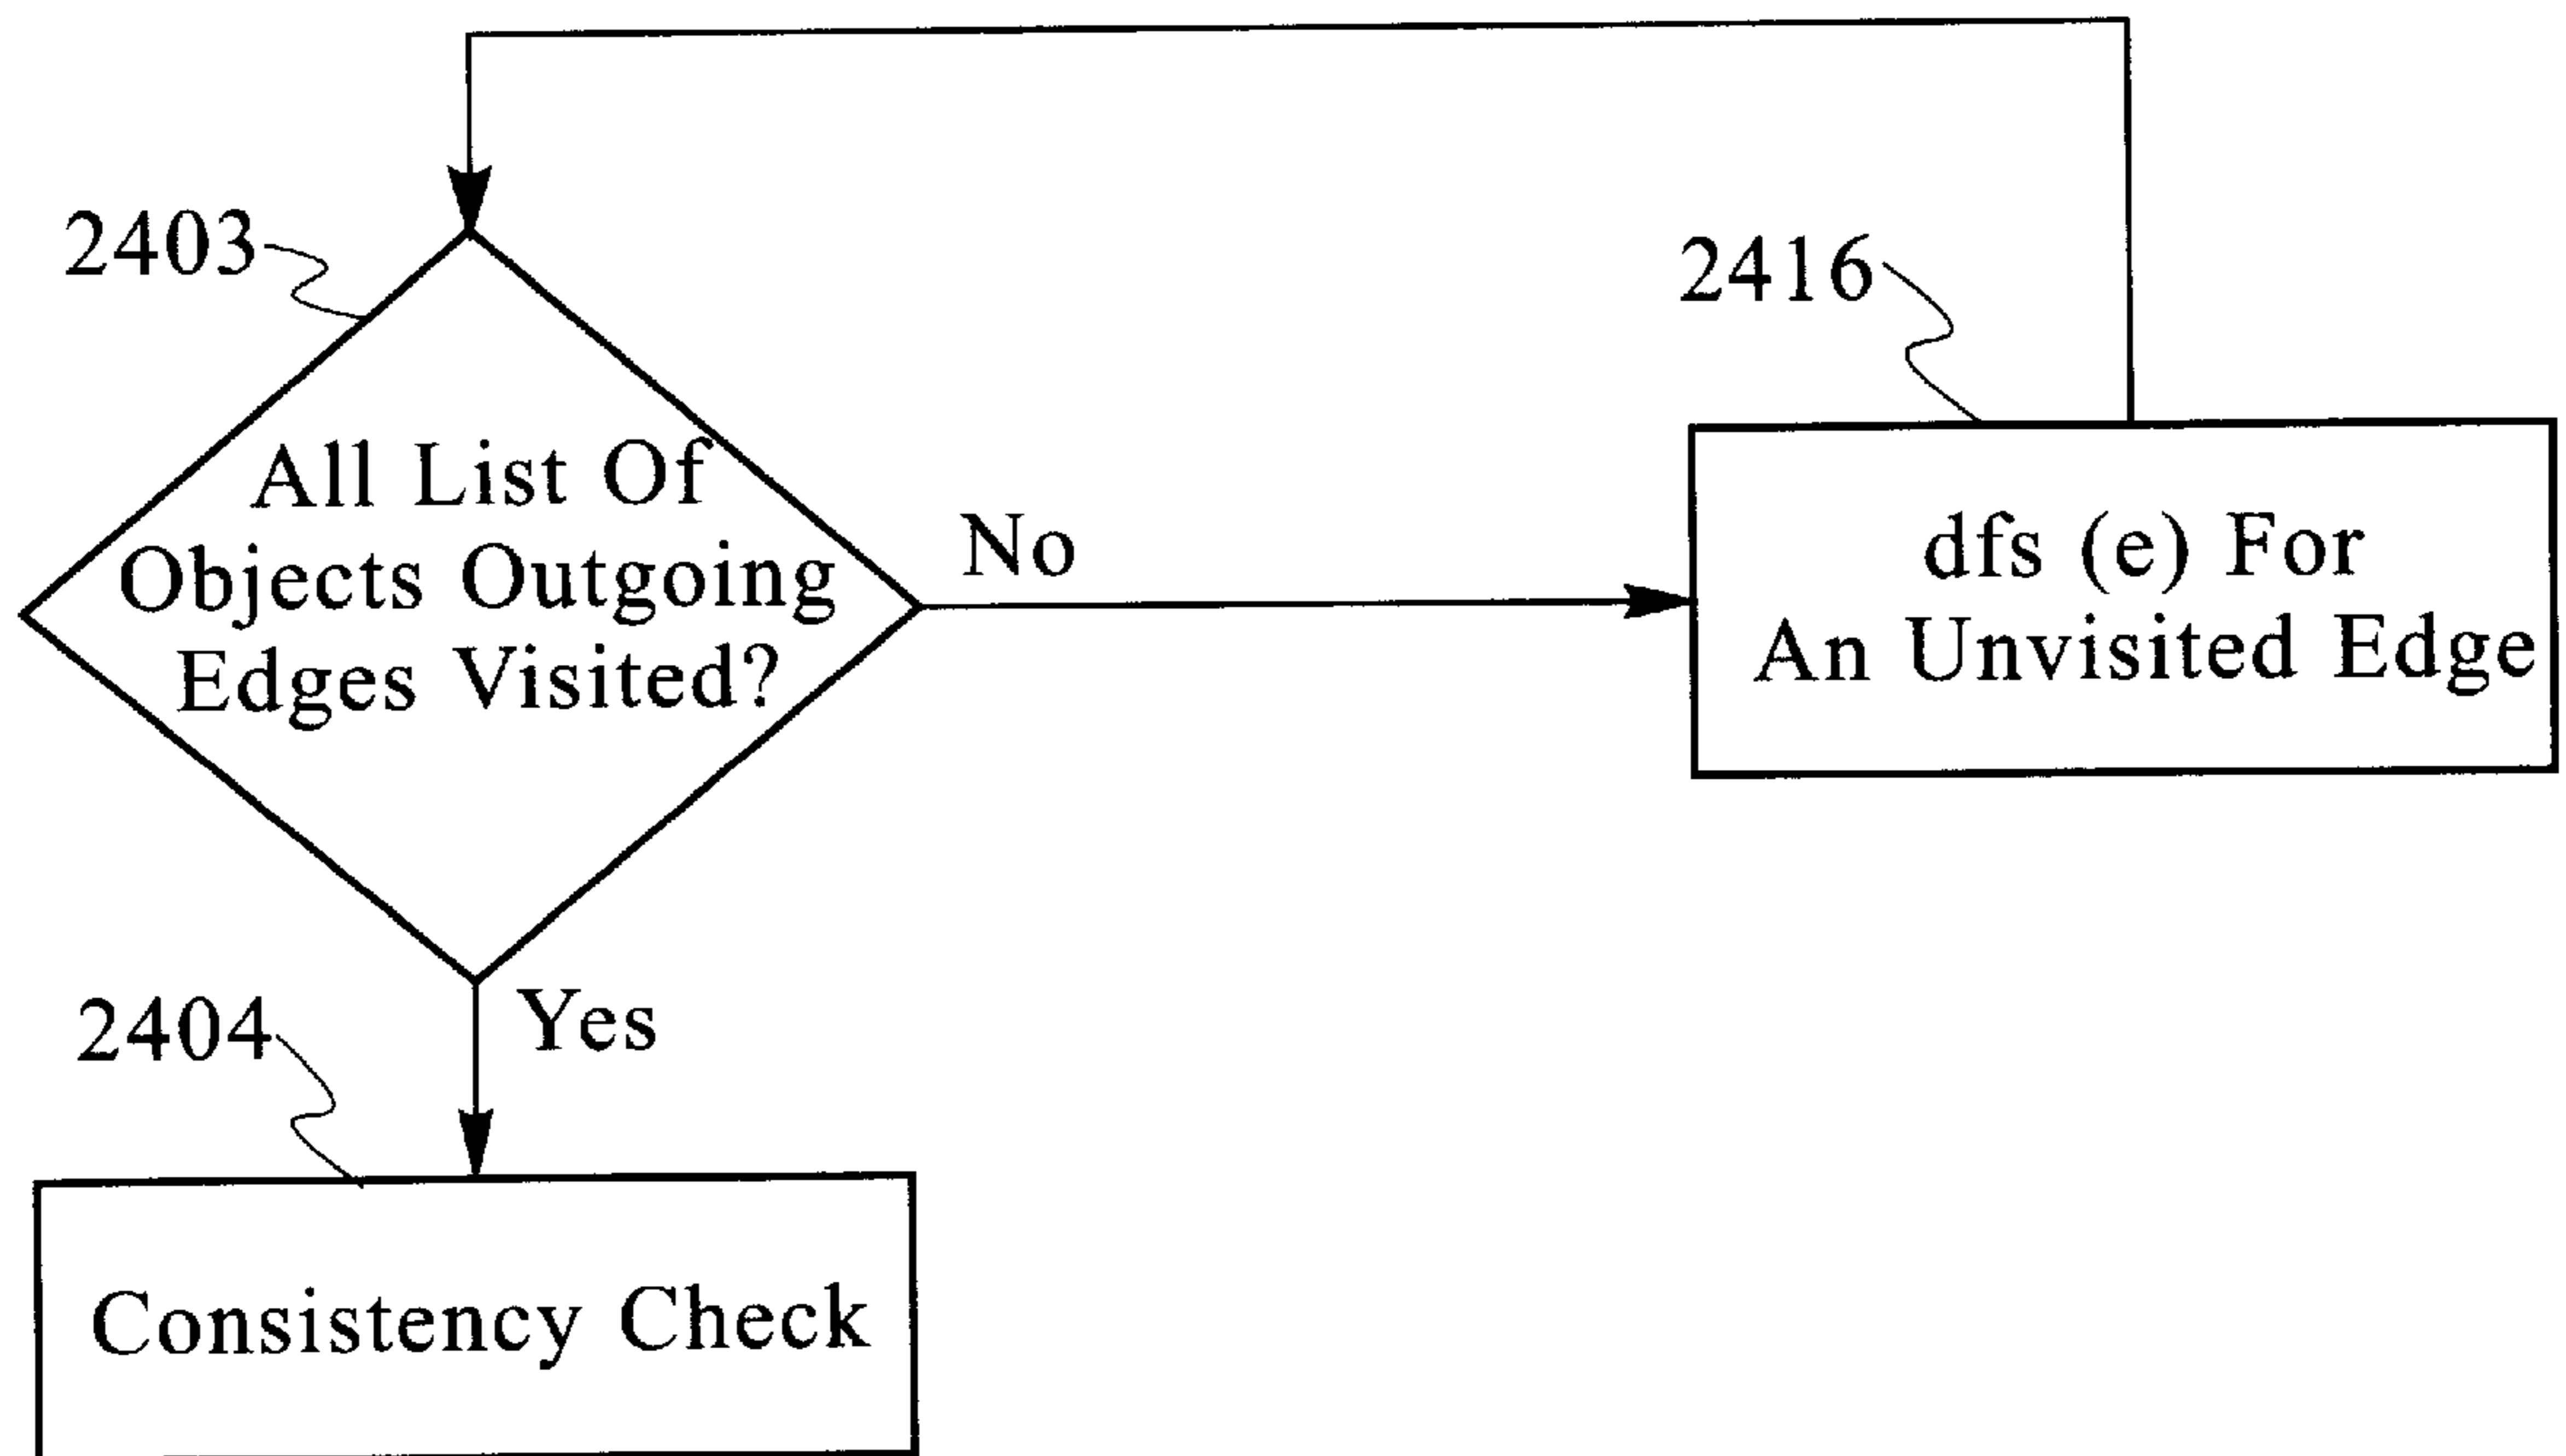 2403
2416
All List Of
Objects Outgoing
Edges Visited?
No
dfs (e) For
An Unvisited Edge
2404
Yes
Consistency Check